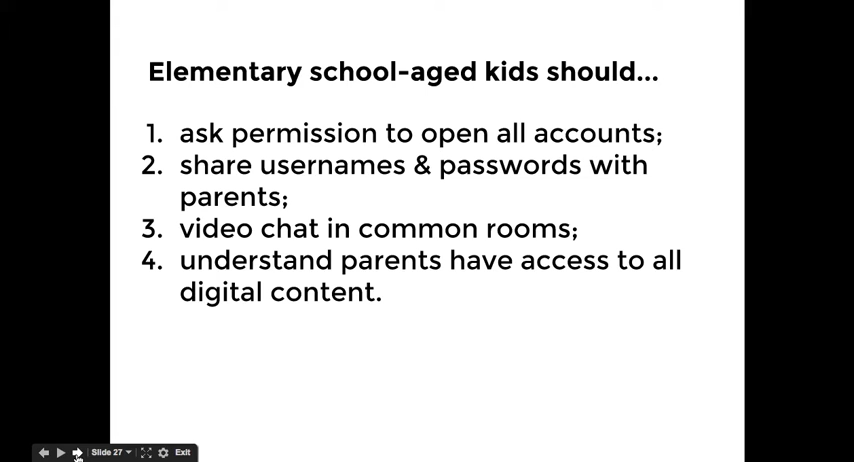 Elementary school-aged kids should...
1. ask permission to open all accounts;
2. share usernames & passwords with
parents;
3. video chat in common rooms;
4. understand parents have access to all
digital content.
Slide 27 Exit